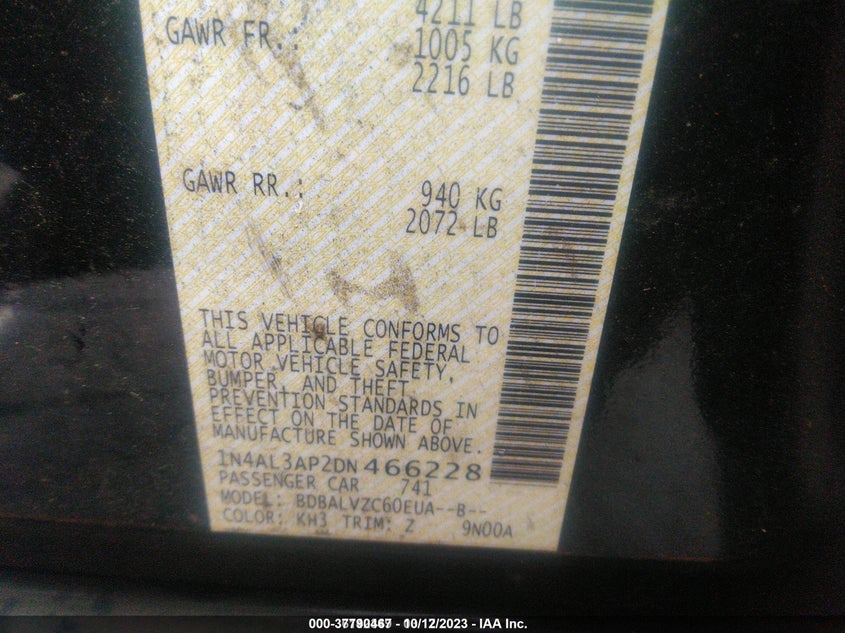 4211 LB
GAWR FR.: 1005 KG
2216 LB
GAWR RR.: 940 KG
2072 LB
THIS VEHICLE CONFORMS TO
ALL APPLICABLE FEDERAL
MOTOR VEHICLE SAFETY,
BUMPER, AND THEFT
PREVENTION STANDARDS IN
EFFECT ON THE DATE OF
MANUFACTURE SHOWN ABOVE.
1N4AL3AP2DN466228
PASSENGER CAR 741
MODEL: BDBALVZC60EUA--B--
COLOR: KH3 TRIM: Z 9N00A
- 10/12/2023 - IAA Inc.